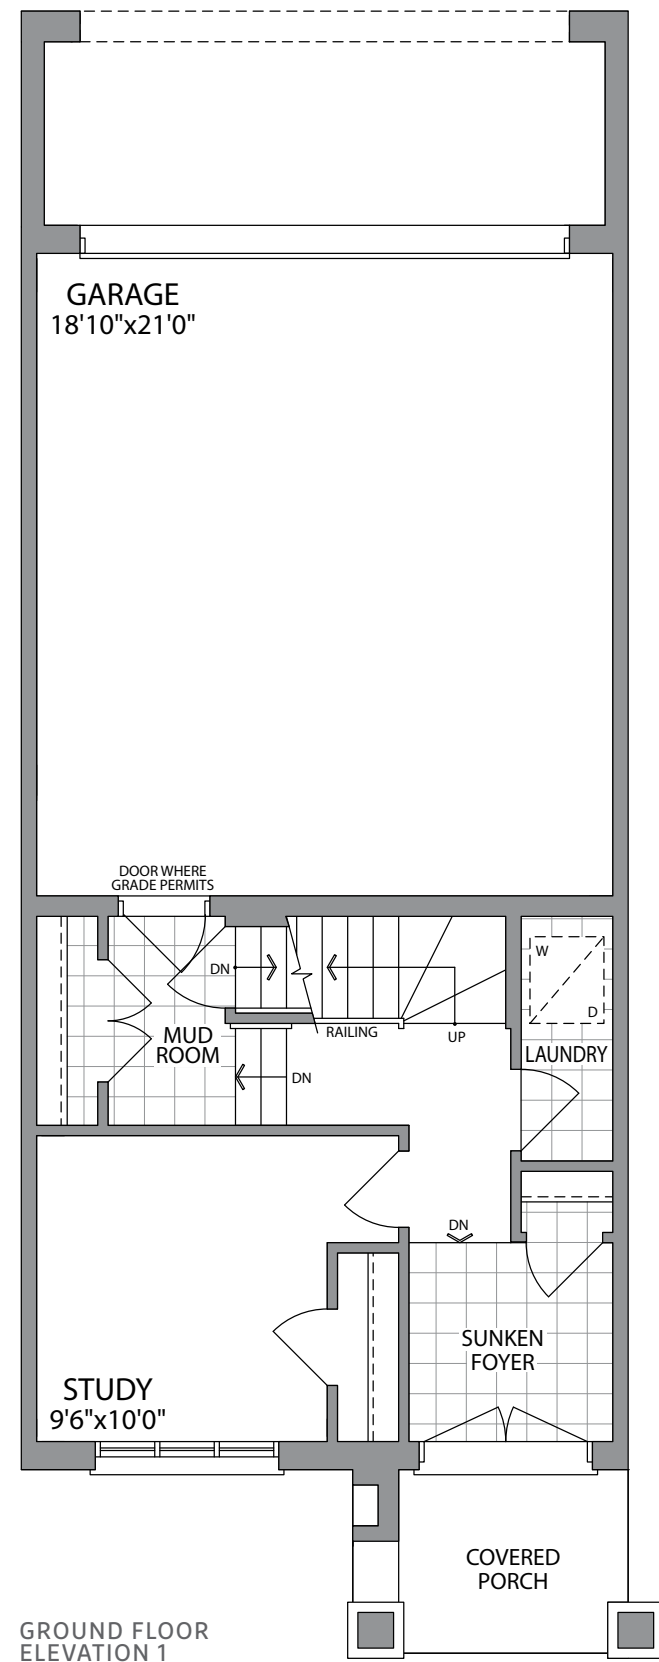 GARAGE
18'10"x21'0"
DOOR WHERE
GRADE PERMITS
DN
MUD
ROOM
RAILING
UP
DN
W
D
LAUNDRY
DN
SUNKEN
FOYER
STUDY
9'6"x10'0"
COVERED
PORCH
GROUND FLOOR
ELEVATION 1